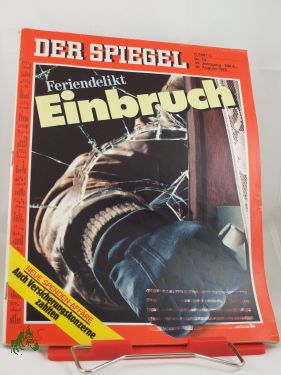 DER SPIEGEL
Feriendelikt
Einbruch
NEUE SPENDEN-AFFÄRE
Auch Versicherungskonzerne
zahlten